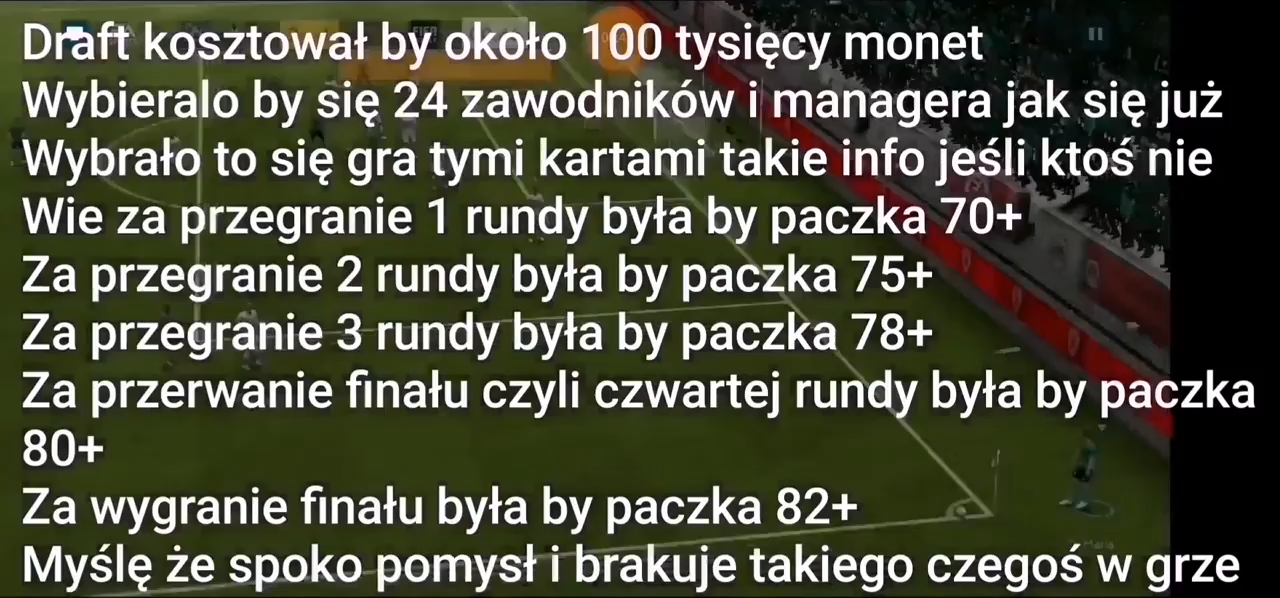 Draft kosztował by około 100 tysięcy monet
Wybieralo by się 24 zawodników i managera jak się już
Wybrało to się gra tymi kartami takie info jeśli ktoś nie
Wie za przegranie 1 rundy była by paczka 70+
Za przegranie 2 rundy była by paczka 75+
Za przegranie 3 rundy była by paczka 78+
Za przerwanie finału czyli czwartej rundy była by paczka
80+
Za wygranie finału była by paczka 82+
Myślę że spoko pomysł i brakuje takiego czegoś w grze